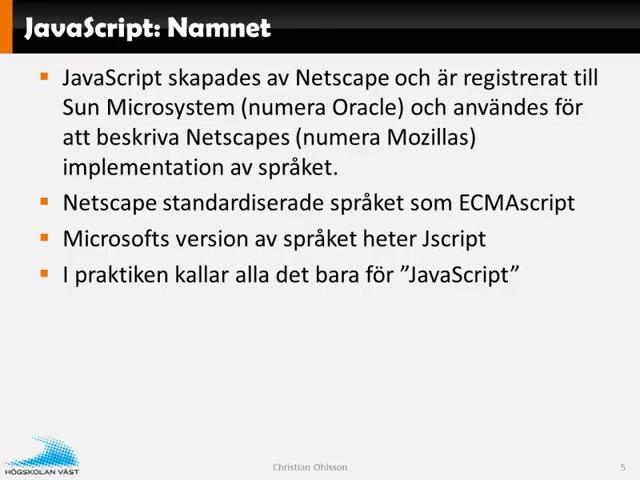 JavaScript: Namnet
▪ JavaScript skapades av Netscape och är registrerat till
Sun Microsystem (numera Oracle) och användes för
att beskriva Netscapes (numera Mozillas)
implementation av språket.
▪ Netscape standardiserade språket som ECMAscript
▪ Microsofts version av språket heter Jscript
▪ I praktiken kallar alla det bara för ”JavaScript”
HÖGSKOLAN VÄST
Christian Ohlsson
5